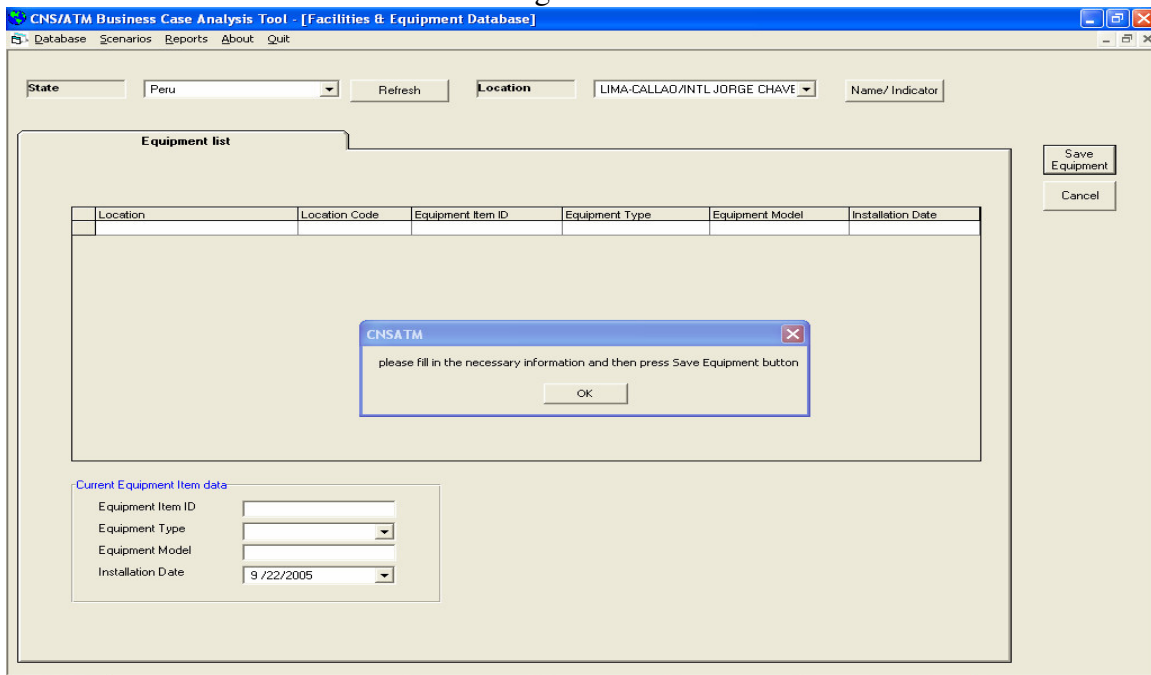 CNS/ATM Business Case Analysis Tool - [Facilities & Equipment Database]
Database Scenarios Reports About Quit
State Peru Refresh Location LIMA-CALLAO/INTL JORGE CHAVE Name/ Indicator
Equipment list
Save
Equipment
Cancel
Location Location Code Equipment Item ID Equipment Type Equipment Model Installation Date
CNSATM
please fill in the necessary information and then press Save Equipment button
OK
Current Equipment Item data
Equipment Item ID
Equipment Type
Equipment Model
Installation Date 9 /22/2005